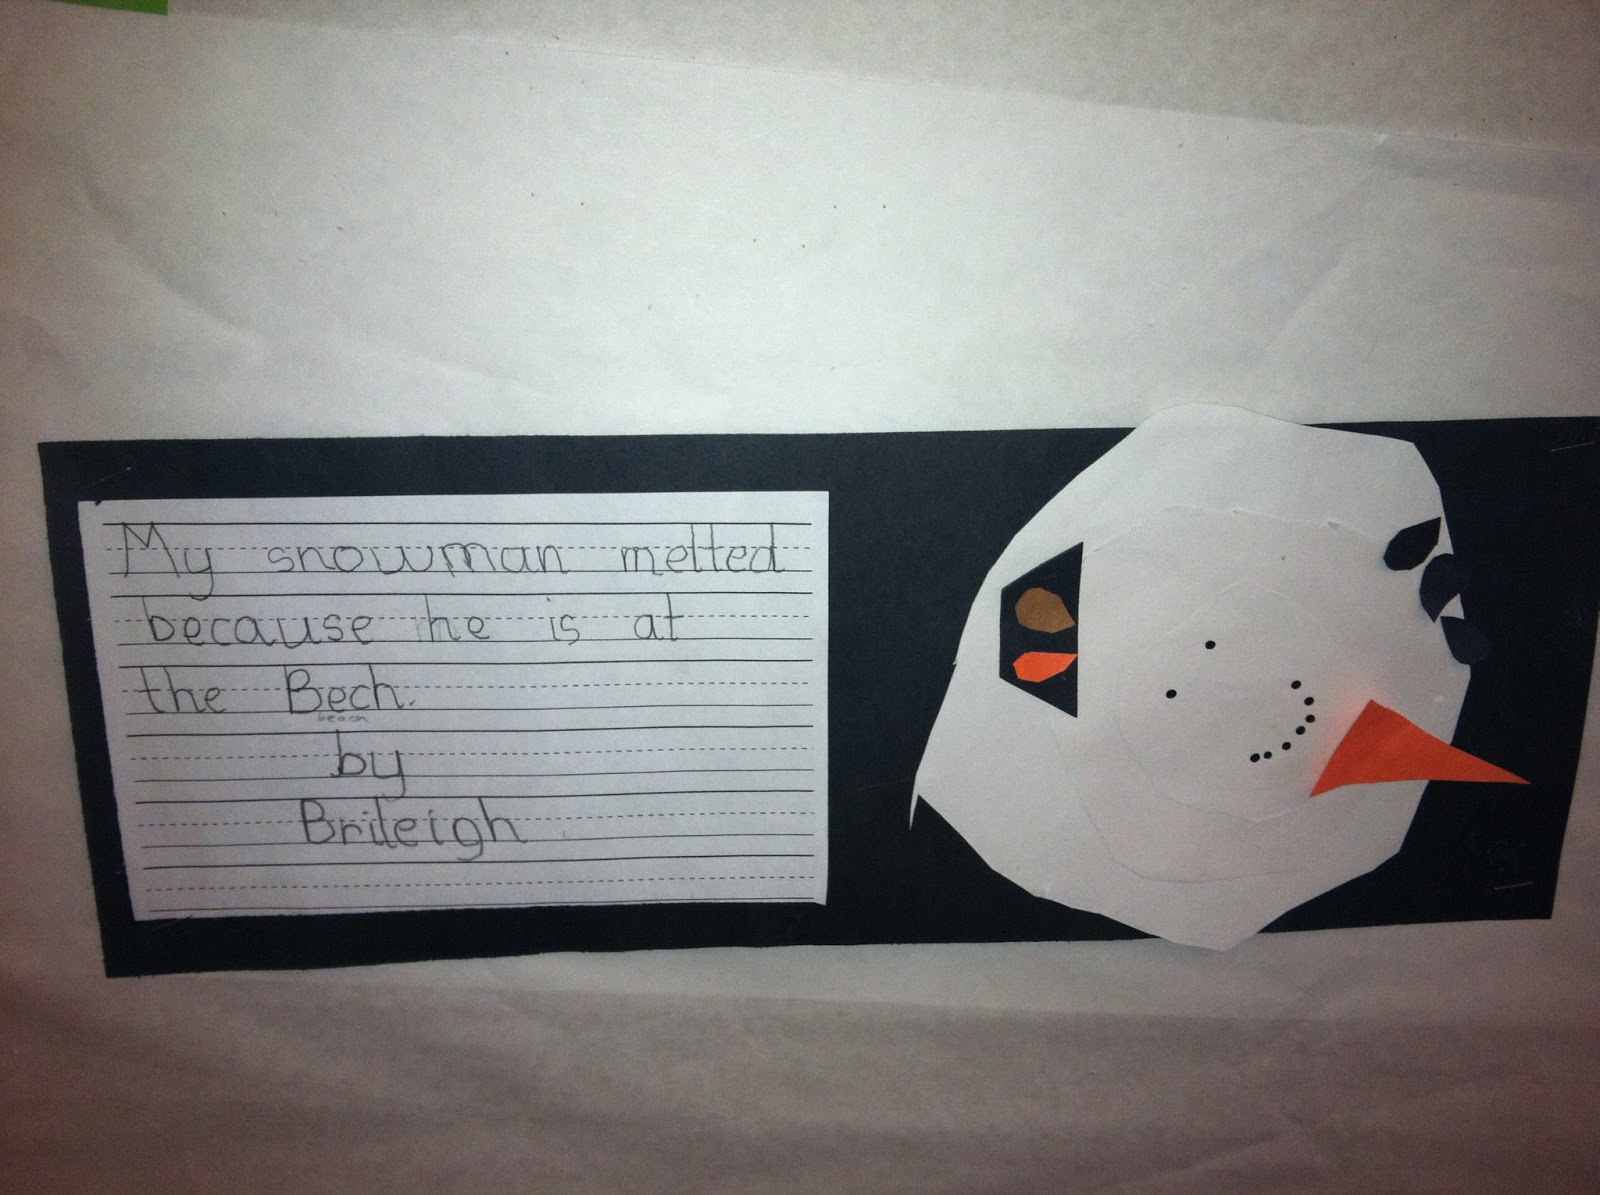 My snowman melted
because he is at
the Bech.
beach
by
Brileigh